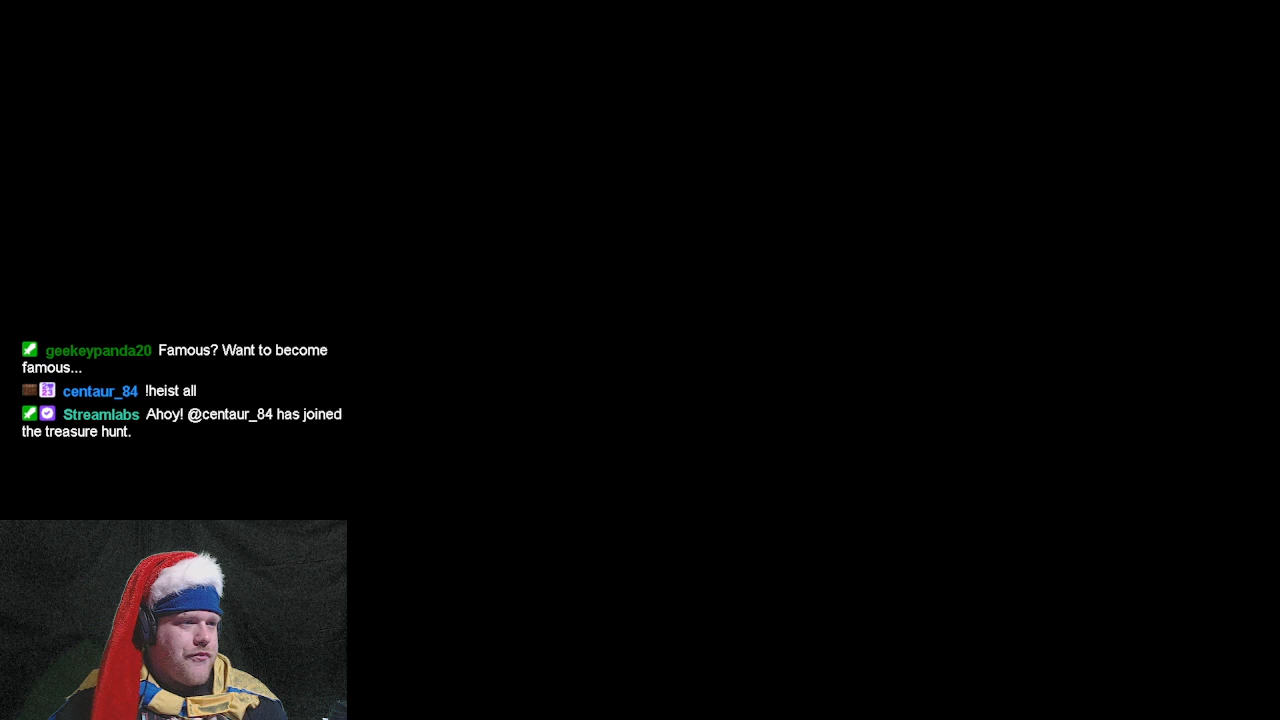 geekeypanda20 Famous? Want to become
famous...
centaur_84 !heist all
Streamlabs Ahoy! @centaur_84 has joined
the treasure hunt.